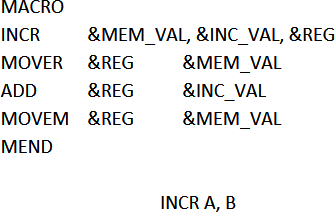 MACRO
INCR &MEM_VAL, &INC_VAL, &REG
MOVER &REG &MEM_VAL
ADD &REG &INC_VAL
MOVEM &REG &MEM_VAL
MEND
INCR A, B